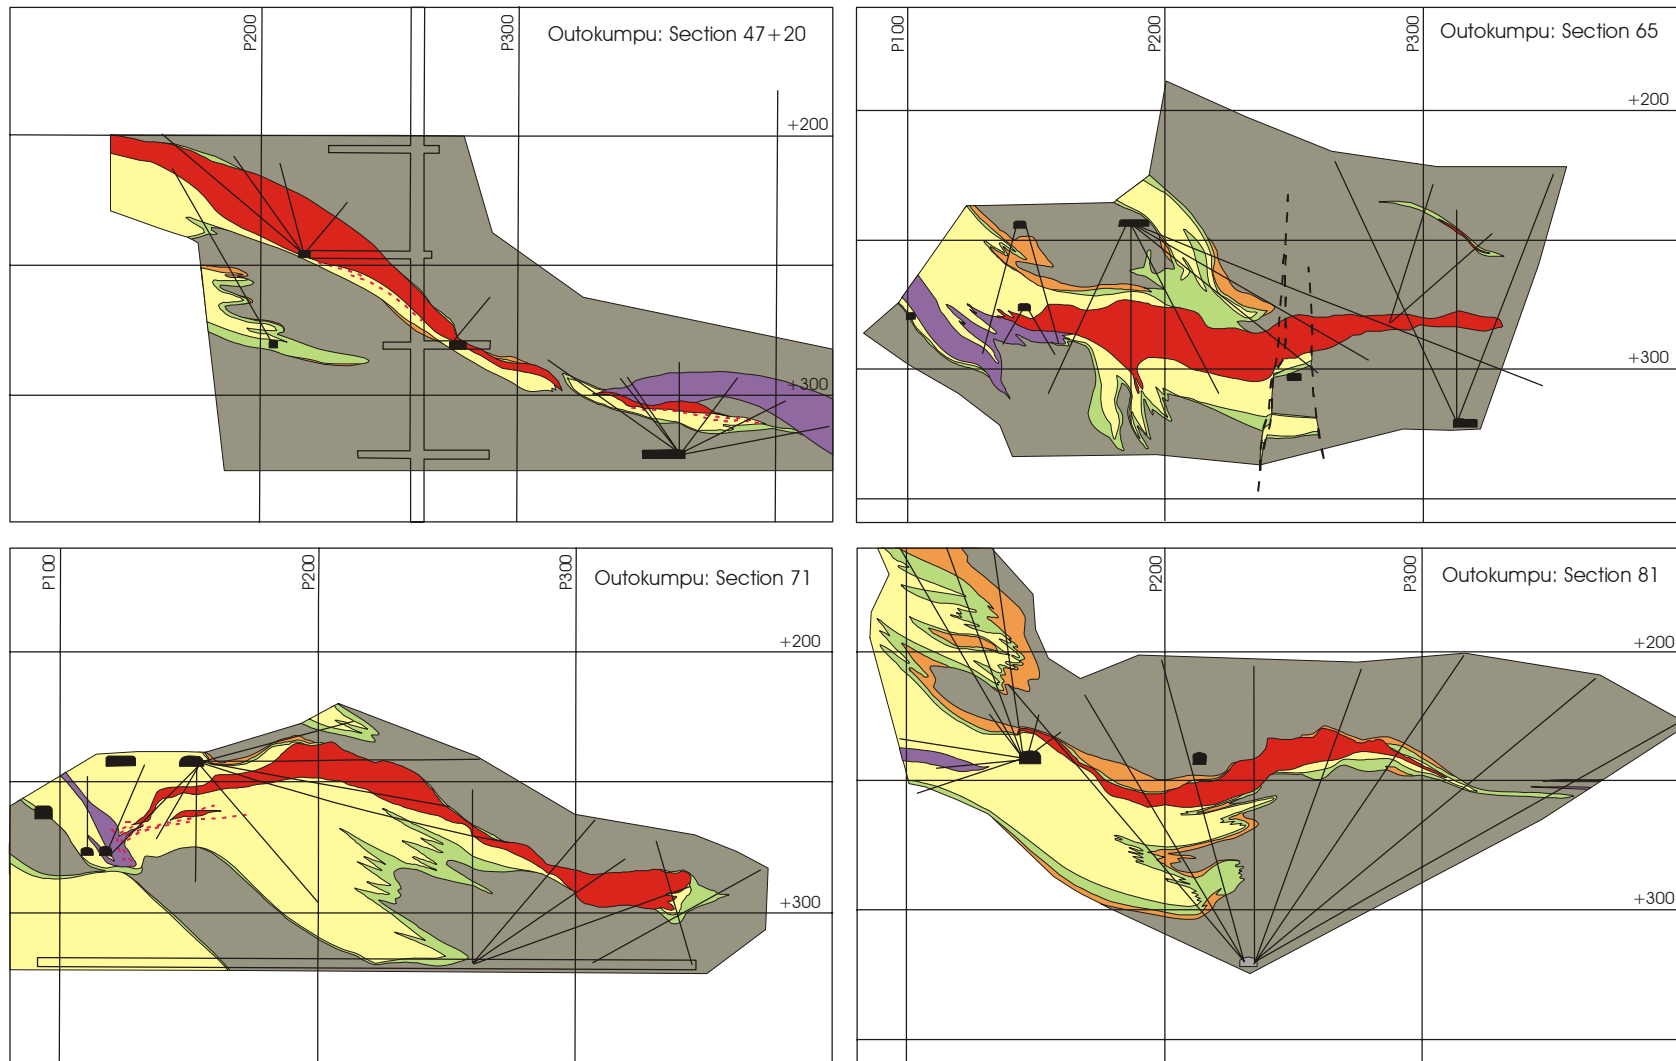 P200
P300
Outokumpu: Section 47+20
+200
+300
P100
P200
P300
Outokumpu: Section 65
+200
+300
P100
P200
P300
Outokumpu: Section 71
+200
+300
P100
P200
P300
Outokumpu: Section 81
+200
+300